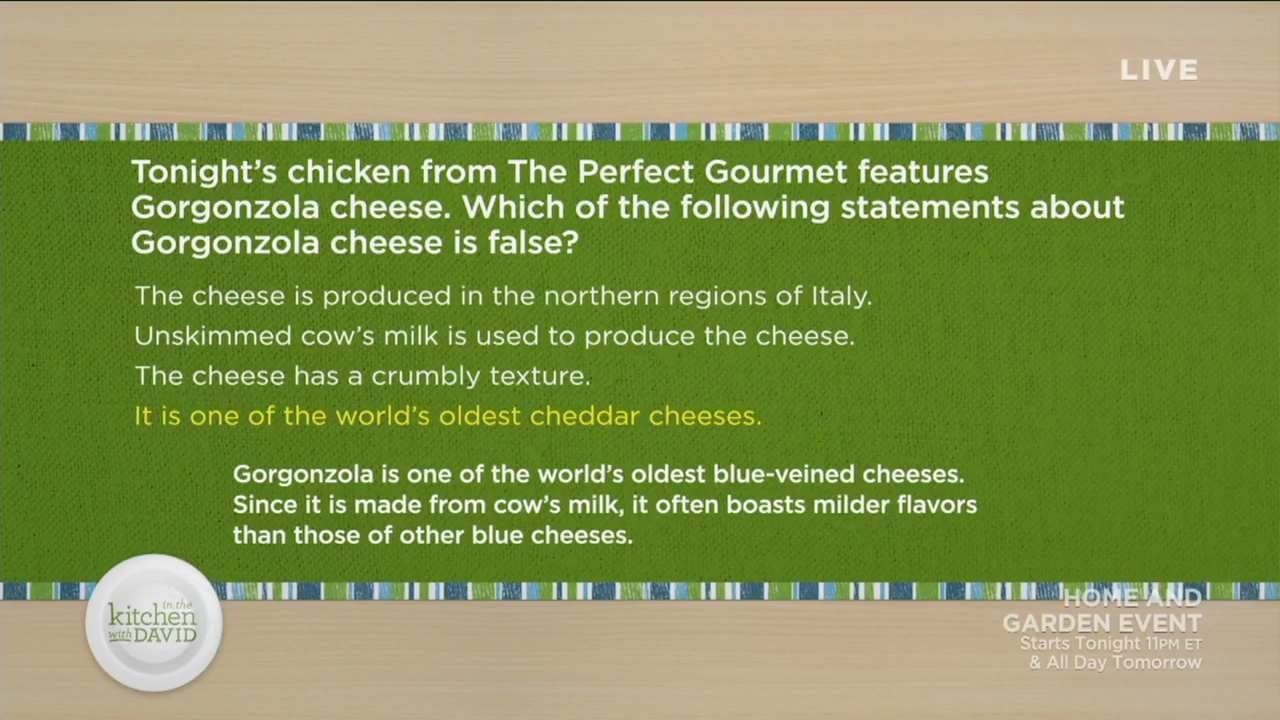 LIVE
Tonight's chicken from The Perfect Gourmet features
Gorgonzola cheese. Which of the following statements about
Gorgonzola cheese is false?
The cheese is produced in the northern regions of Italy.
Unskimmed cow's milk is used to produce the cheese.
The cheese has a crumbly texture.
It is one of the world's oldest cheddar cheeses.
Gorgonzola is one of the world's oldest blue-veined cheeses.
Since it is made from cow's milk, it often boasts milder flavors
than those of other blue cheeses.
in the
kitchen
with DAVID
HOME AND
GARDEN EVENT
Starts Tonight 11PM ET
& All Day Tomorrow